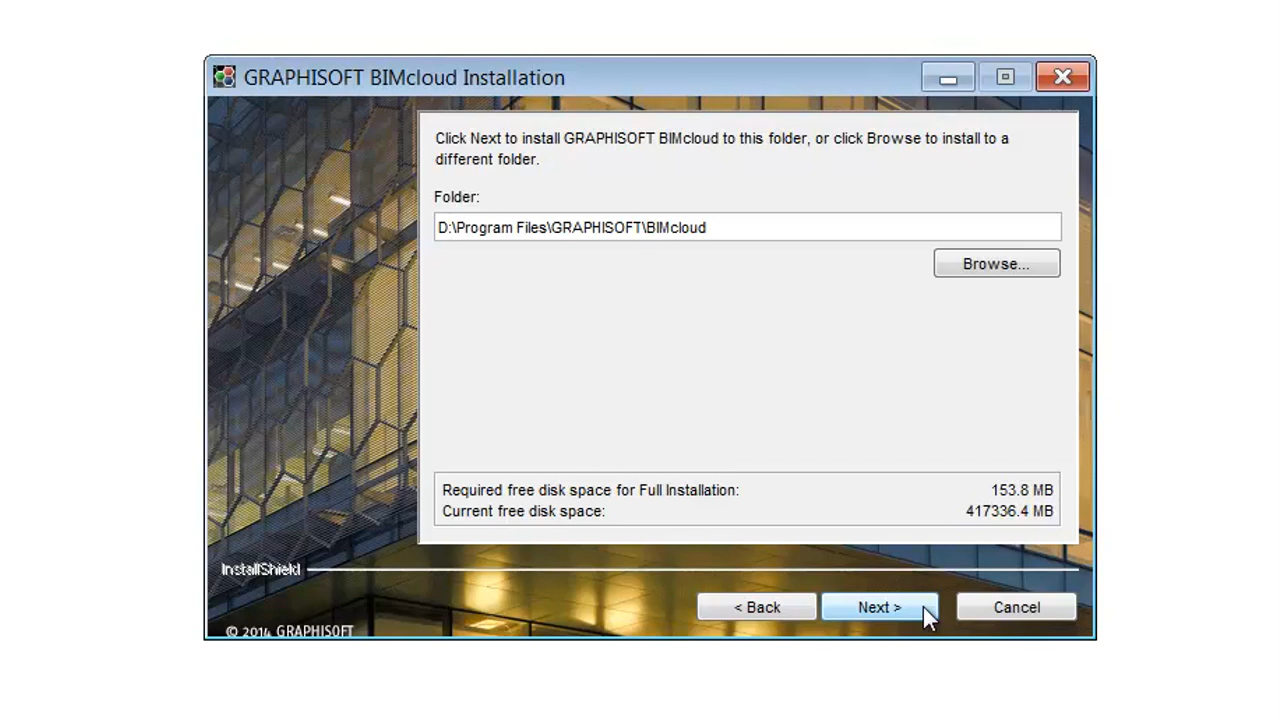 GRAPHISOFT BIMcloud Installation
Click Next to install GRAPHISOFT BIMcloud to this folder, or click Browse to install to a
different folder.
Folder:
D:\Program Files\GRAPHISOFT\BIMcloud
Browse...
Required free disk space for Full Installation: 153.8 MB
Current free disk space: 417336.4 MB
InstallShield
< Back Next > Cancel
© 2014 GRAPHISOFT